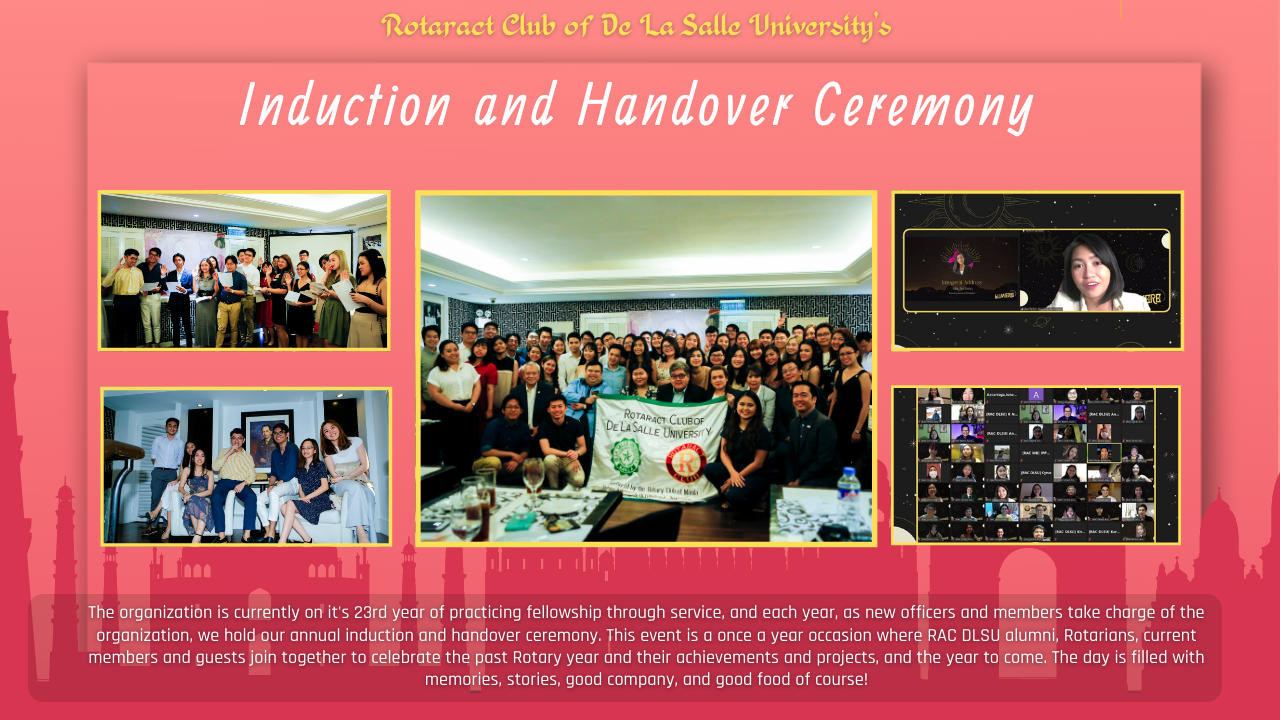 Rotaract Club of De La Salle University's
Induction and Handover Ceremony
ROTARACT CLUB OF
DE LA SALLE UNIVERSITY
The organization is currently on it's 23rd year of practicing fellowship through service, and each year, as new officers and members take charge of the
organization, we hold our annual induction and handover ceremony. This event is a once a year occasion where RAC DLSU alumni, Rotarians, current
members and guests join together to celebrate the past Rotary year and their achievements and projects, and the year to come. The day is filled with
memories, stories, good company, and good food of course!